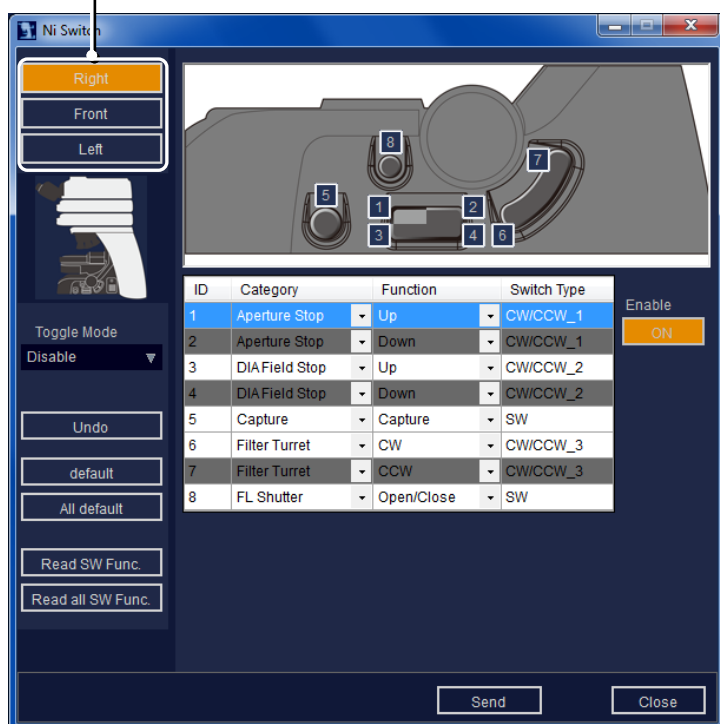 Ni Switch
Right
Front
Left
8
7
5
1
2
3
4
6
ID Category Function Switch Type
1 Aperture Stop Up CW/CCW_1
2 Aperture Stop Down CW/CCW_1
3 DIA Field Stop Up CW/CCW_2
4 DIA Field Stop Down CW/CCW_2
5 Capture Capture SW
6 Filter Turret CW CW/CCW_3
7 Filter Turret CCW CW/CCW_3
8 FL Shutter Open/Close SW
Enable
ON
Toggle Mode
Disable
Undo
default
All default
Read SW Func.
Read all SW Func.
Send
Close